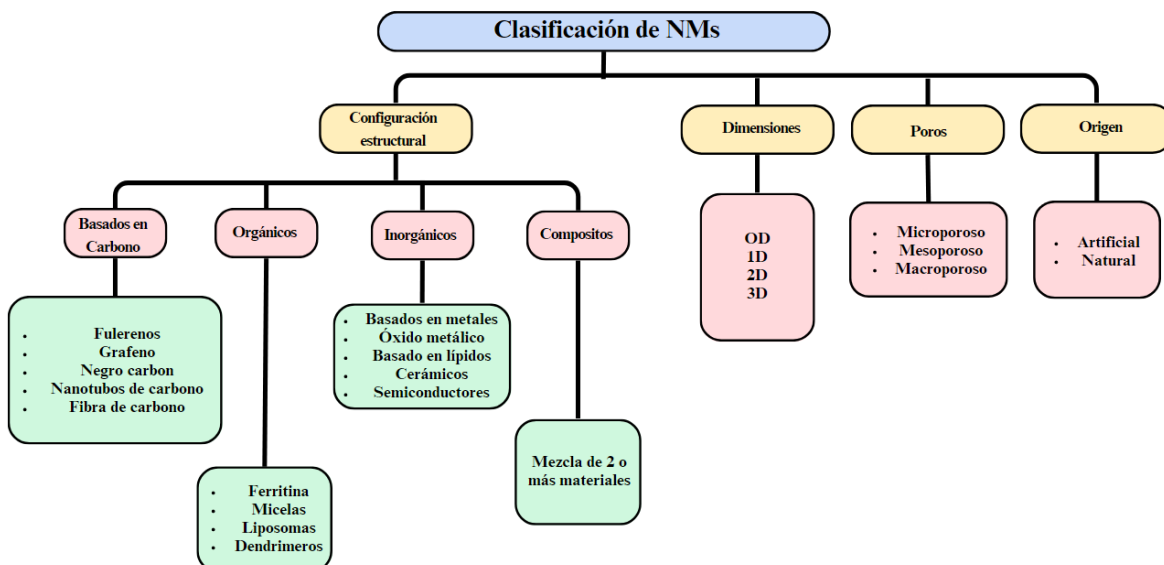 Clasificación de NMs
Configuración
estructural
Dimensiones
Poros
Origen
Basados en
Carbono
Orgánicos
Inorgánicos
Compositos
OD
1D
2D
3D
• Microporoso
• Mesoporoso
• Macroporoso
• Artificial
• Natural
• Fulerenos
• Grafeno
• Negro carbon
• Nanotubos de carbono
• Fibra de carbono
• Basados en metales
• Óxido metálico
• Basado en lípidos
• Cerámicos
• Semiconductores
Mezcla de 2 o
más materiales
• Ferritina
• Micelas
• Liposomas
• Dendrimeros